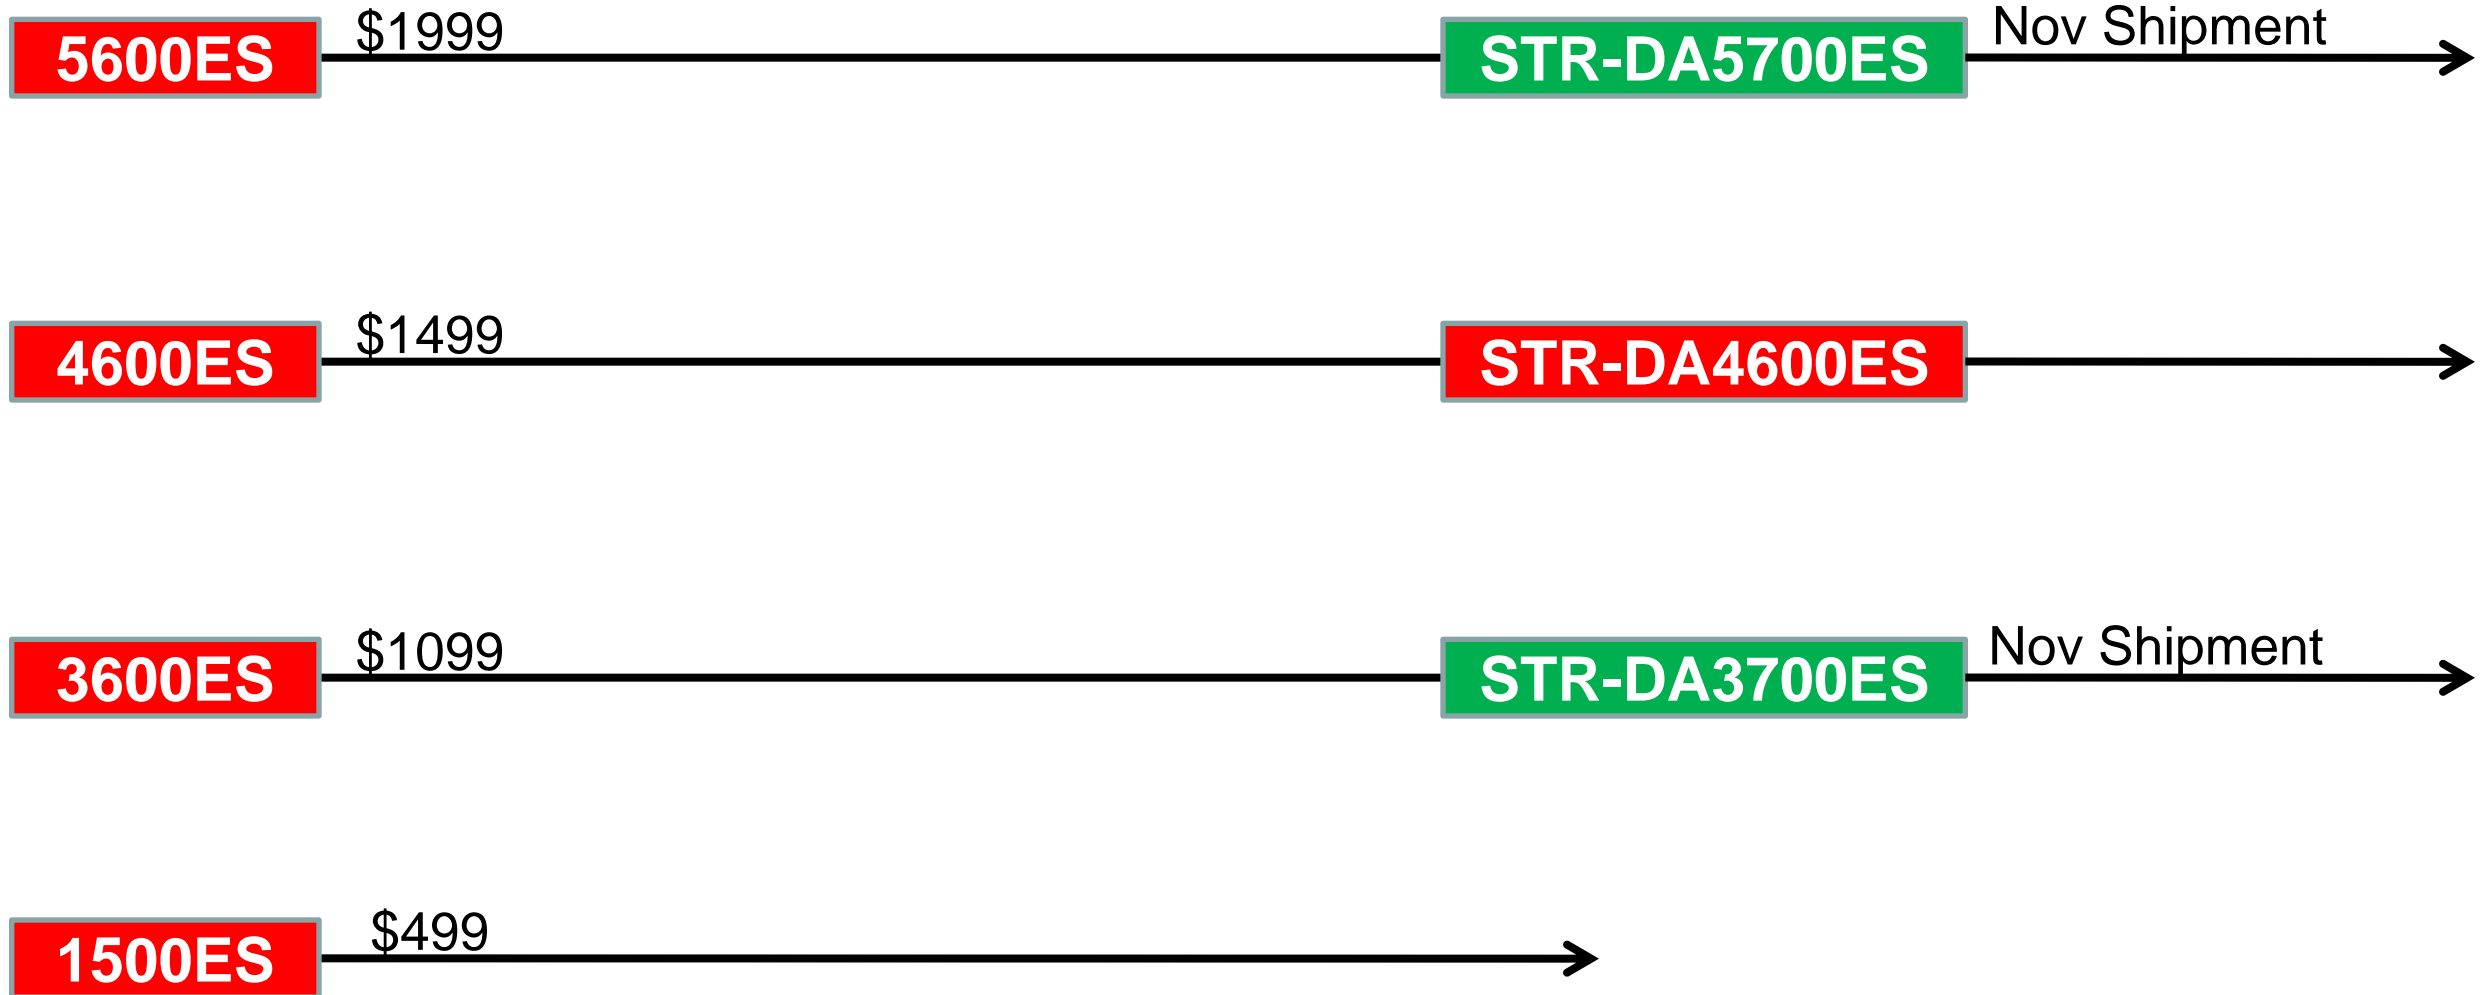 5600ES $1999 STR-DA5700ES Nov Shipment
4600ES $1499 STR-DA4600ES
3600ES $1099 STR-DA3700ES Nov Shipment
1500ES $499